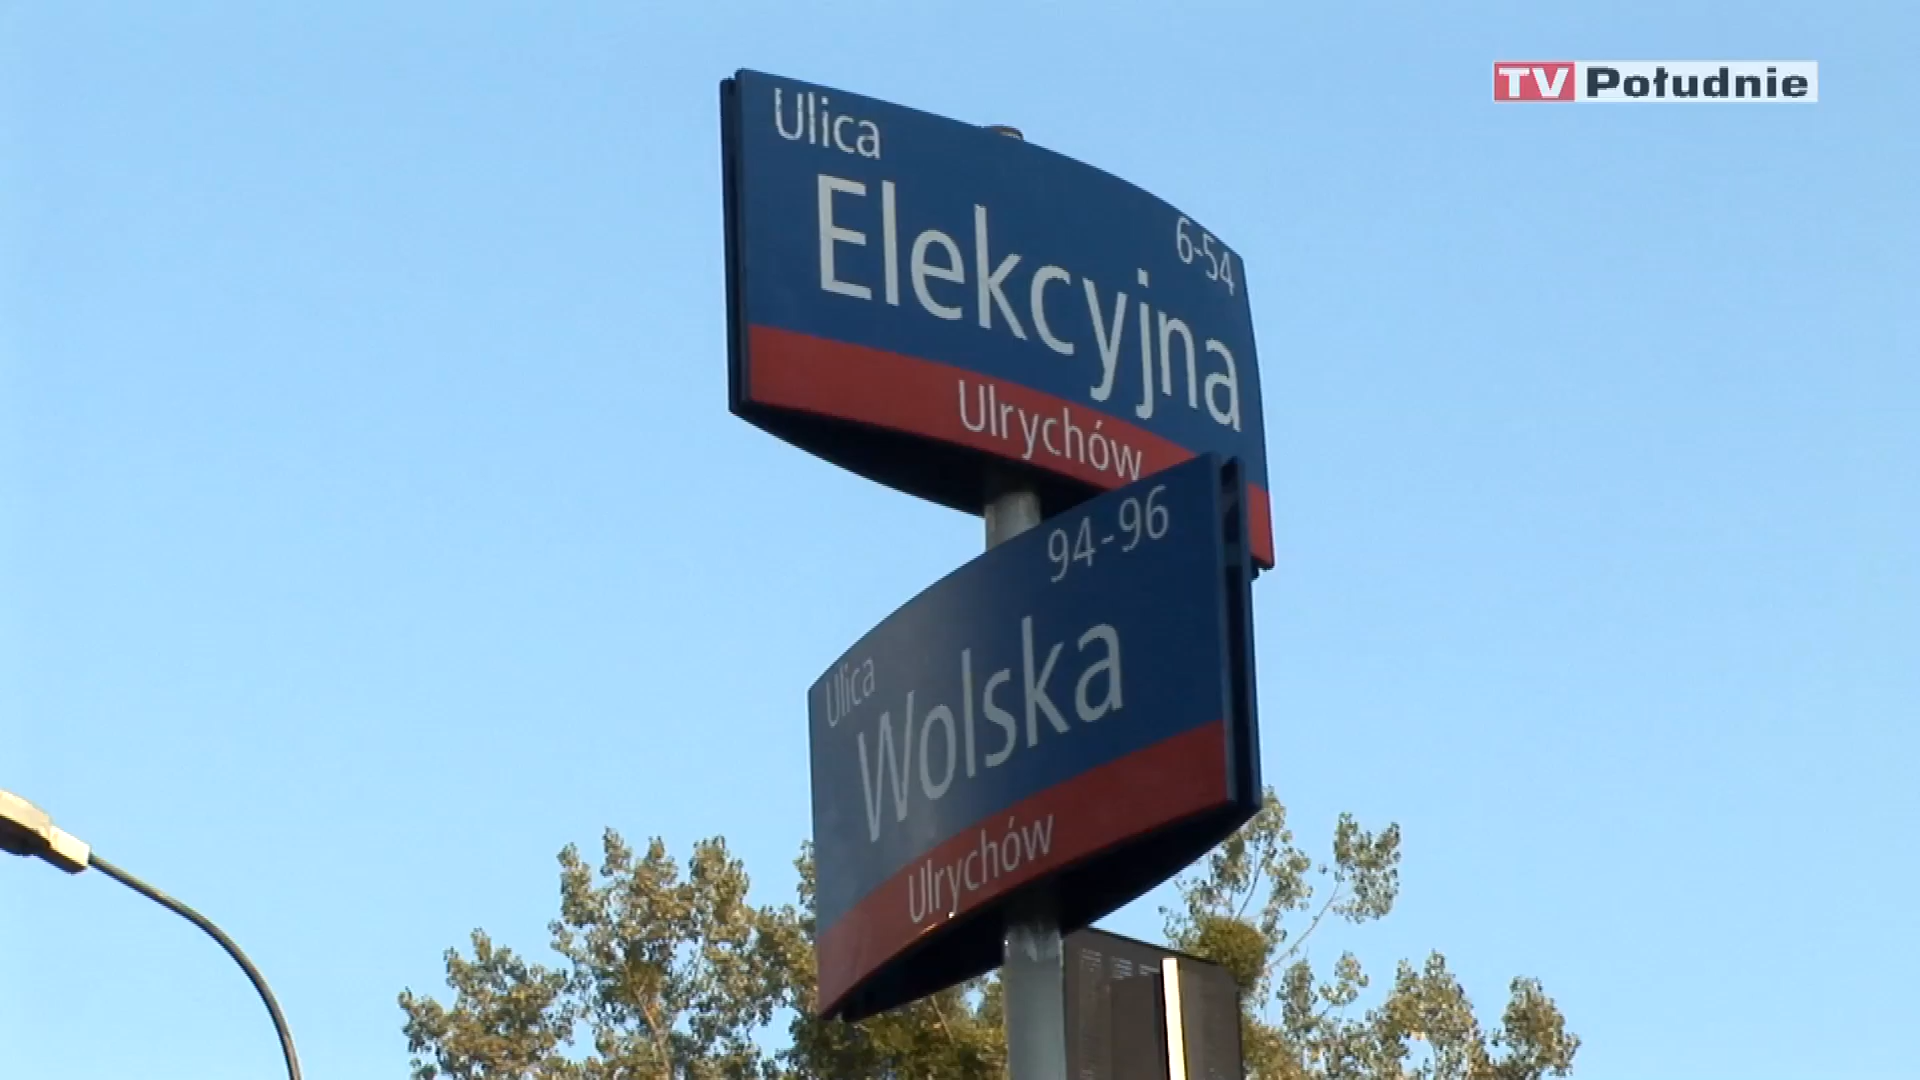 TV Południe
Ulica
6-54
Elekcyjna
Ulrychów
94-96
Ulica
Wolska
Ulrychów